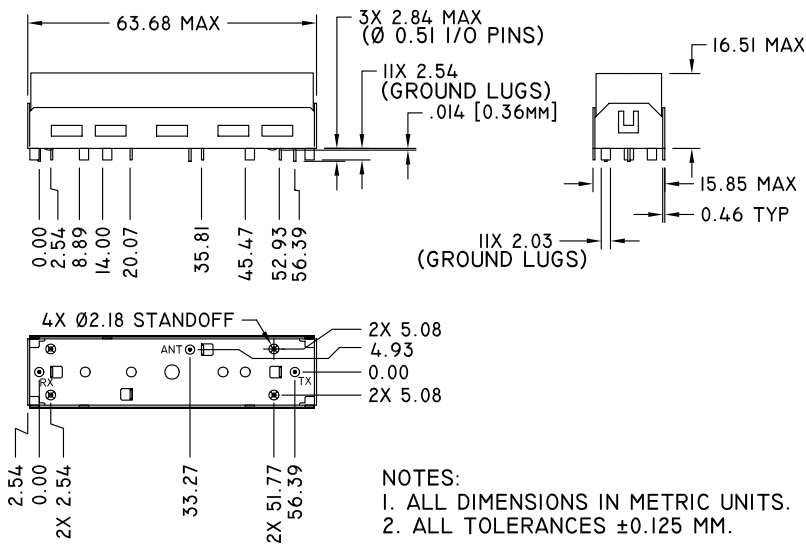 63.68 MAX
3X 2.84 MAX
(Ø 0.51 I/O PINS)
11X 2.54
(GROUND LUGS)
.014 [0.36MM]
16.51 MAX
15.85 MAX
0.46 TYP
11X 2.03
(GROUND LUGS)
0.00
2.54
8.89
14.00
20.07
35.81
45.47
52.93
56.39
4X Ø2.18 STANDOFF
2X 5.08
4.93
0.00
2X 5.08
ANT
RX
TX
2.54
0.00
2X 2.54
33.27
2X 51.77
56.39
NOTES:
1. ALL DIMENSIONS IN METRIC UNITS.
2. ALL TOLERANCES ±0.125 MM.